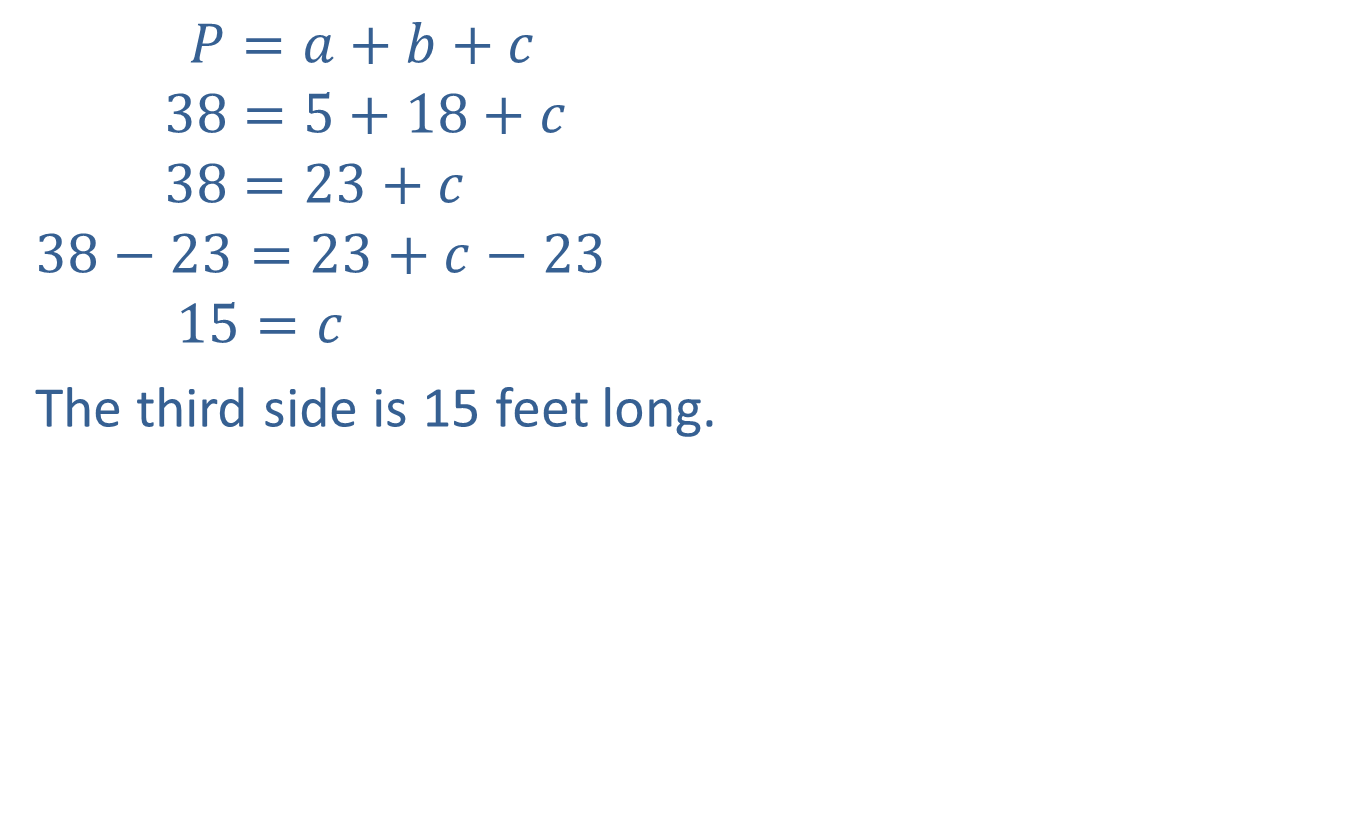 P = a + b + c
38 = 5 + 18 + c
38 = 23 + c
38 − 23 = 23 + c − 23
15 = c
The third side is 15 feet long.